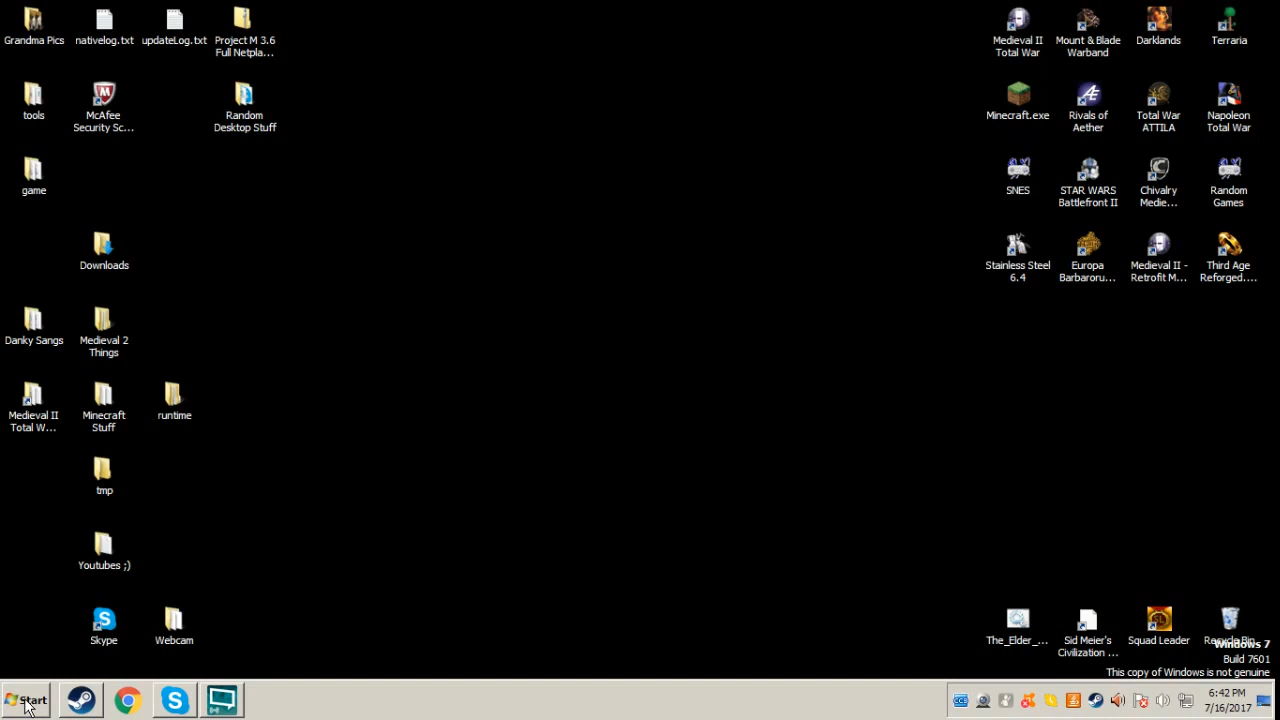 Grandma Pics
nativelog.txt
updateLog.txt
Project M 3.6
Full Netpla...
Medieval II
Total War
Mount & Blade
Warband
Darklands
Terraria
tools
McAfee
Security Sc...
Random
Desktop Stuff
Minecraft.exe
Rivals of
Aether
Total War
ATTILA
Napoleon
Total War
game
SNES
STAR WARS
Battlefront II
Chivalry
Medie...
Random
Games
Downloads
Stainless Steel
6.4
Europa
Barbaroru...
Medieval II -
Retrofit M...
Third Age
Reforged....
Danky Sangs
Medieval 2
Things
Medieval II
Total W...
Minecraft
Stuff
runtime
tmp
Youtubes ;)
Skype
Webcam
The_Elder_...
Sid Meier's
Civilization ...
Squad Leader
Recycle Bin
Windows 7
Build 7601
This copy of Windows is not genuine
Start
6:42 PM
7/16/2017